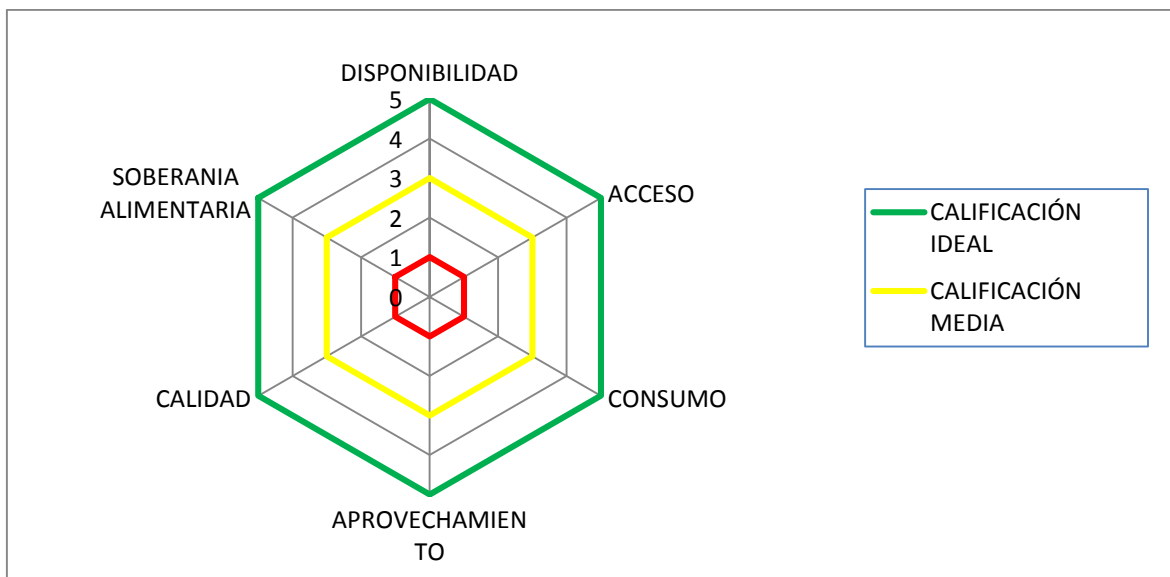 DISPONIBILIDAD
5
4
3
2
1
0
SOBERANIA
ALIMENTARIA
ACCESO
CALIDAD
CONSUMO
APROVECHAMIEN
TO
CALIFICACIÓN
IDEAL
CALIFICACIÓN
MEDIA